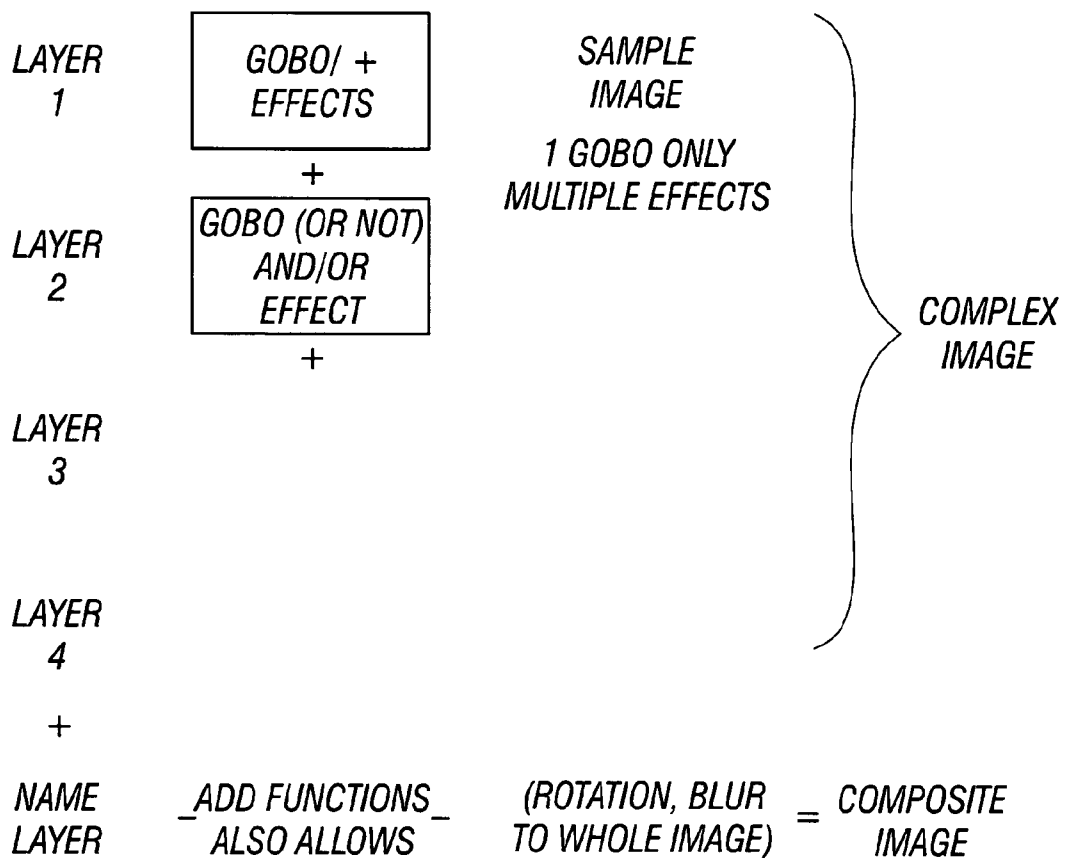 LAYER
1
GOBO/ +
EFFECTS
SAMPLE
IMAGE
1 GOBO ONLY
MULTIPLE EFFECTS
+
LAYER
2
GOBO (OR NOT)
AND/OR
EFFECT
+
COMPLEX
IMAGE
LAYER
3
LAYER
4
+
NAME
LAYER
_ADD FUNCTIONS_
ALSO ALLOWS
(ROTATION, BLUR
TO WHOLE IMAGE)
=
COMPOSITE
IMAGE